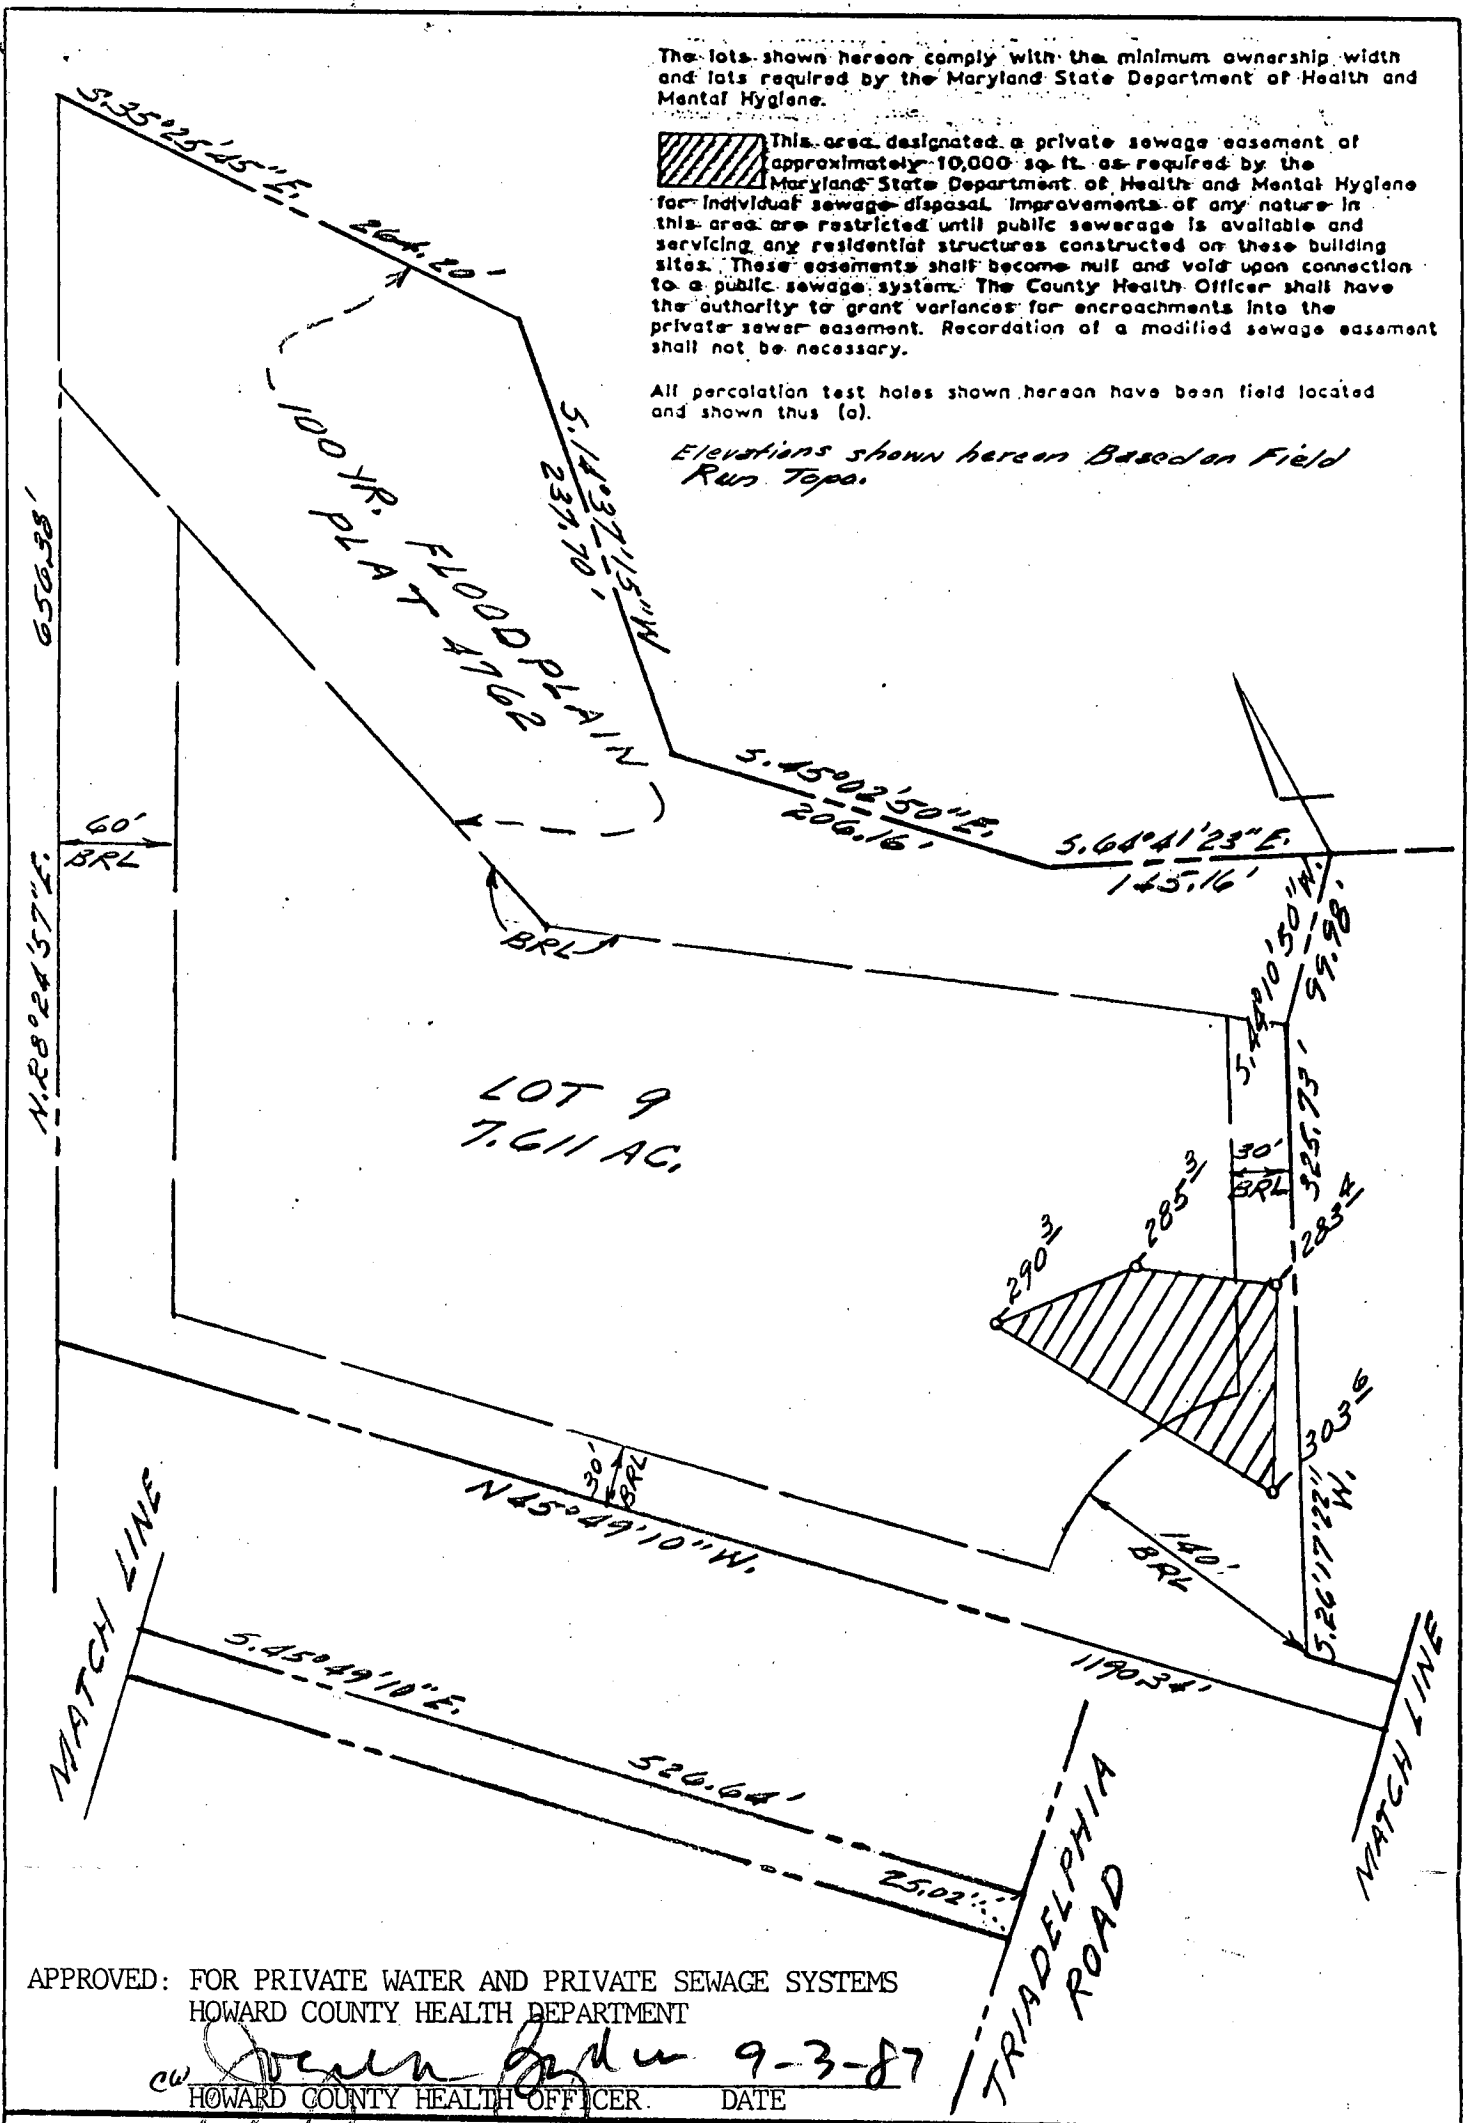 The lots shown hereon comply with the minimum ownership width
and lots required by the Maryland State Department of Health and
Mental Hygiene.
This area designated a private sewage easement of
approximately 10,000 sq. ft. as required by the
Maryland State Department of Health and Mental Hygiene
for individual sewage disposal. Improvements of any nature in
this area are restricted until public sewerage is available and
servicing any residential structures constructed on these building
sites. These easements shall become null and void upon connection
to a public sewage system. The County Health Officer shall have
the authority to grant variances for encroachments into the
private sewer easement. Recordation of a modified sewage easement
shall not be necessary.
All percolation test holes shown hereon have been field located
and shown thus (o).
Elevations shown hereon Based on Field
Run Topo.
S.35°25'45"E.
264.20'
100 YR. FLOODPLAIN
PLAT 4762
S.14°37'15"W
237.70'
656.38'
N.28°24'57"E.
60'
BRL
S.45°02'50"E.
206.16'
S.64°41'23"E.
145.16'
S.44°10'50"W.
99.98'
BRL
LOT 9
7.611 AC.
325.73'
30'
BRL
285 3
283 4
290 3
303 6
30'
BRL
N45°49'10"W.
140'
BRL
S.26°17'22"
W.
1190.34'
MATCH LINE
MATCH LINE
S.45°49'10"E.
526.64'
25.02'
TRIADELPHIA
ROAD
APPROVED: FOR PRIVATE WATER AND PRIVATE SEWAGE SYSTEMS
HOWARD COUNTY HEALTH DEPARTMENT
9-3-87
HOWARD COUNTY HEALTH OFFICER. DATE